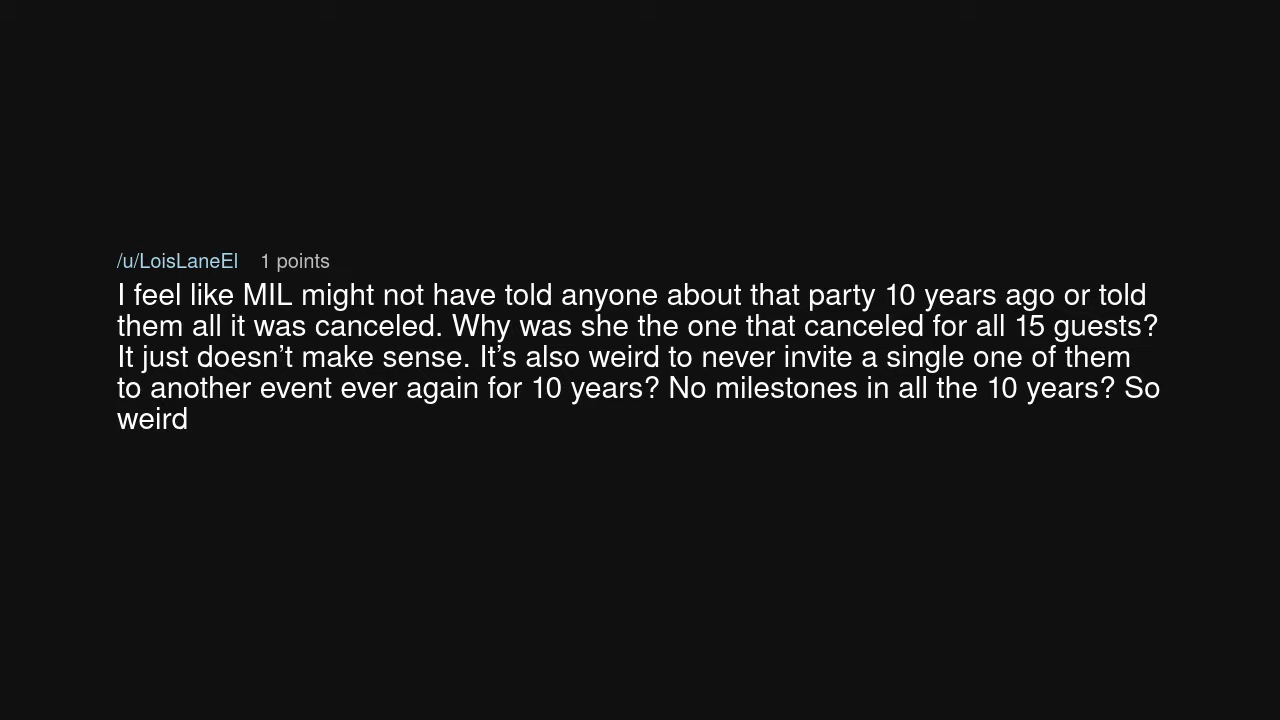 /u/LoisLaneEl 1 points
I feel like MIL might not have told anyone about that party 10 years ago or told
them all it was canceled. Why was she the one that canceled for all 15 guests?
It just doesn’t make sense. It’s also weird to never invite a single one of them
to another event ever again for 10 years? No milestones in all the 10 years? So
weird